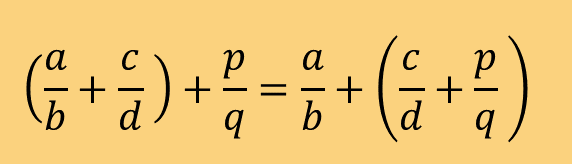 (a/b + c/d) + p/q = a/b + (c/d + p/q)